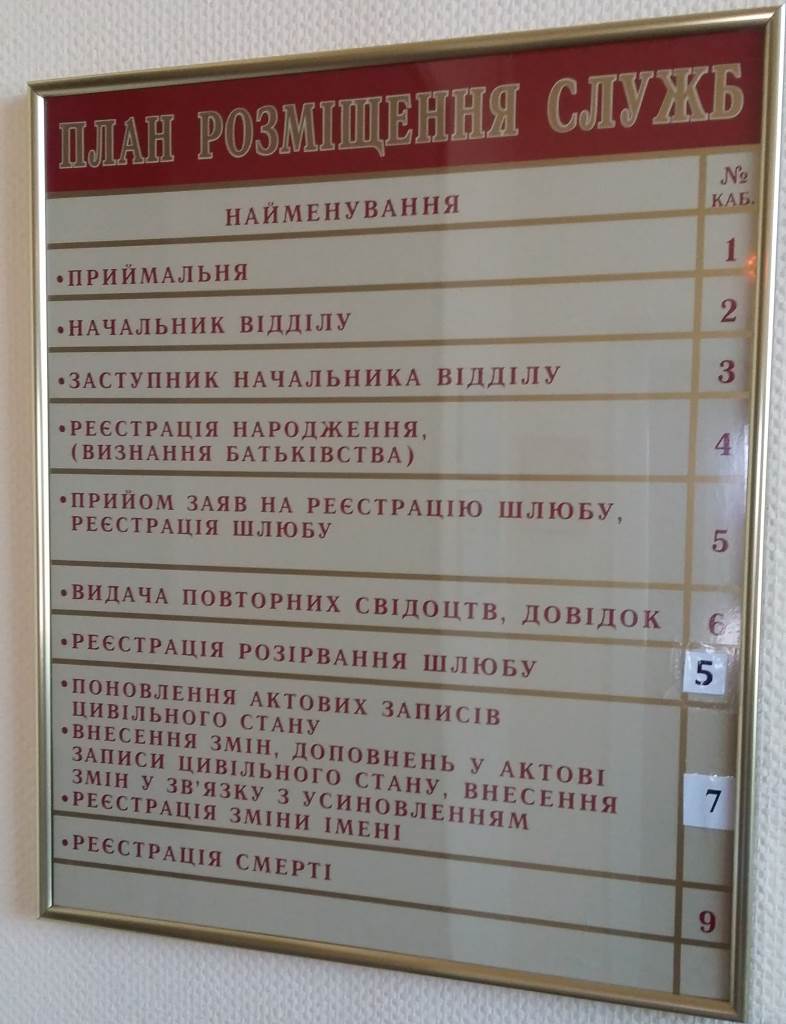 ПЛАН РОЗМІЩЕННЯ СЛУЖБ
НАЙМЕНУВАННЯ
№
КАБ.
•ПРИЙМАЛЬНЯ 1
•НАЧАЛЬНИК ВІДДІЛУ 2
•ЗАСТУПНИК НАЧАЛЬНИКА ВІДДІЛУ 3
•РЕЄСТРАЦІЯ НАРОДЖЕННЯ,
(ВИЗНАННЯ БАТЬКІВСТВА) 4
•ПРИЙОМ ЗАЯВ НА РЕЄСТРАЦІЮ ШЛЮБУ,
РЕЄСТРАЦІЯ ШЛЮБУ 5
•ВИДАЧА ПОВТОРНИХ СВІДОЦТВ, ДОВІДОК 6
•РЕЄСТРАЦІЯ РОЗІРВАННЯ ШЛЮБУ 5
•ПОНОВЛЕННЯ АКТОВИХ ЗАПИСІВ
ЦИВІЛЬНОГО СТАНУ
•ВНЕСЕННЯ ЗМІН, ДОПОВНЕНЬ У АКТОВІ
ЗАПИСИ ЦИВІЛЬНОГО СТАНУ, ВНЕСЕННЯ
ЗМІН У ЗВ'ЯЗКУ З УСИНОВЛЕННЯМ 7
•РЕЄСТРАЦІЯ ЗМІНИ ІМЕНІ
•РЕЄСТРАЦІЯ СМЕРТІ 9